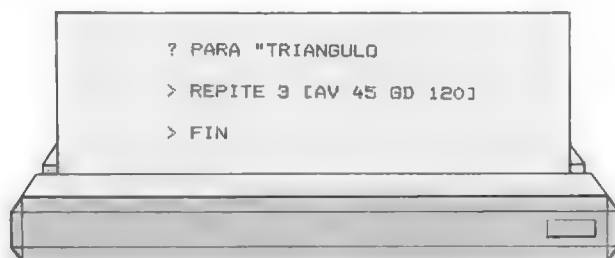 ? PARA "TRIANGULO
> REPITE 3 [AV 45 GD 120]
> FIN